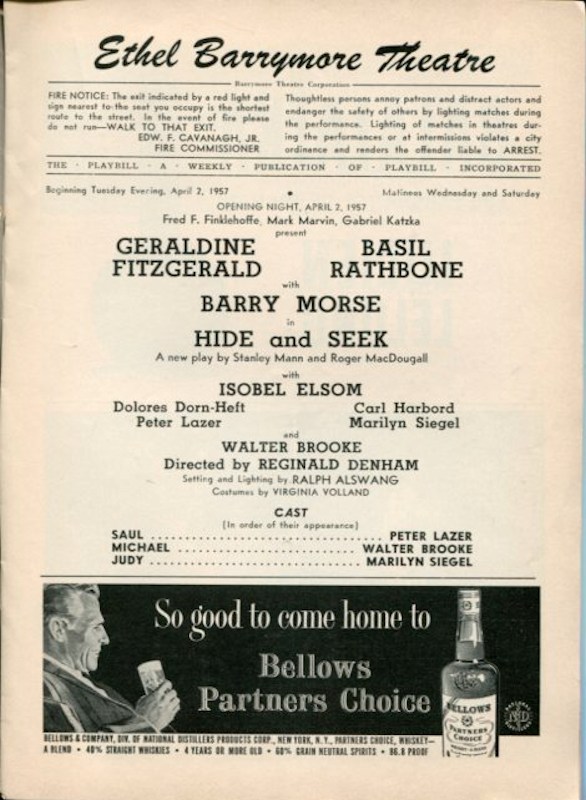 Ethel Barrymore Theatre
Barrymore Theatre Corporation
FIRE NOTICE: The exit indicated by a red light and
sign nearest to the seat you occupy is the shortest
route to the street. In the event of fire please
do not run—WALK TO THAT EXIT.
EDW. F. CAVANAGH, JR.
FIRE COMMISSIONER
Thoughtless persons annoy patrons and distract actors and
endanger the safety of others by lighting matches during
the performance. Lighting of matches in theatres dur-
ing the performances or at intermissions violates a city
ordinance and renders the offender liable to ARREST.
THE · PLAYBILL · A · WEEKLY · PUBLICATION · OF · PLAYBILL · INCORPORATED
Beginning Tuesday Evening, April 2, 1957 • Matinees Wednesday and Saturday
OPENING NIGHT, APRIL 2, 1957
Fred F. Finklehoffe, Mark Marvin, Gabriel Katzka
present
GERALDINE BASIL
FITZGERALD RATHBONE
with
BARRY MORSE
in
HIDE and SEEK
A new play by Stanley Mann and Roger MacDougall
with
ISOBEL ELSOM
Dolores Dorn-Heft Carl Harbord
Peter Lazer Marilyn Siegel
and
WALTER BROOKE
Directed by REGINALD DENHAM
Setting and Lighting by RALPH ALSWANG
Costumes by VIRGINIA VOLLAND
CAST
(In order of their appearance)
SAUL ................................ PETER LAZER
MICHAEL ........................ WALTER BROOKE
JUDY ............................ MARILYN SIEGEL
So good to come home to
Bellows
Partners Choice
BELLOWS
PARTNERS
CHOICE
BELLOWS & COMPANY, DIV. OF NATIONAL DISTILLERS PRODUCTS CORP., NEW YORK, N. Y., PARTNERS CHOICE, WHISKEY—
A BLEND • 40% STRAIGHT WHISKIES • 4 YEARS OR MORE OLD • 60% GRAIN NEUTRAL SPIRITS • 86.8 PROOF